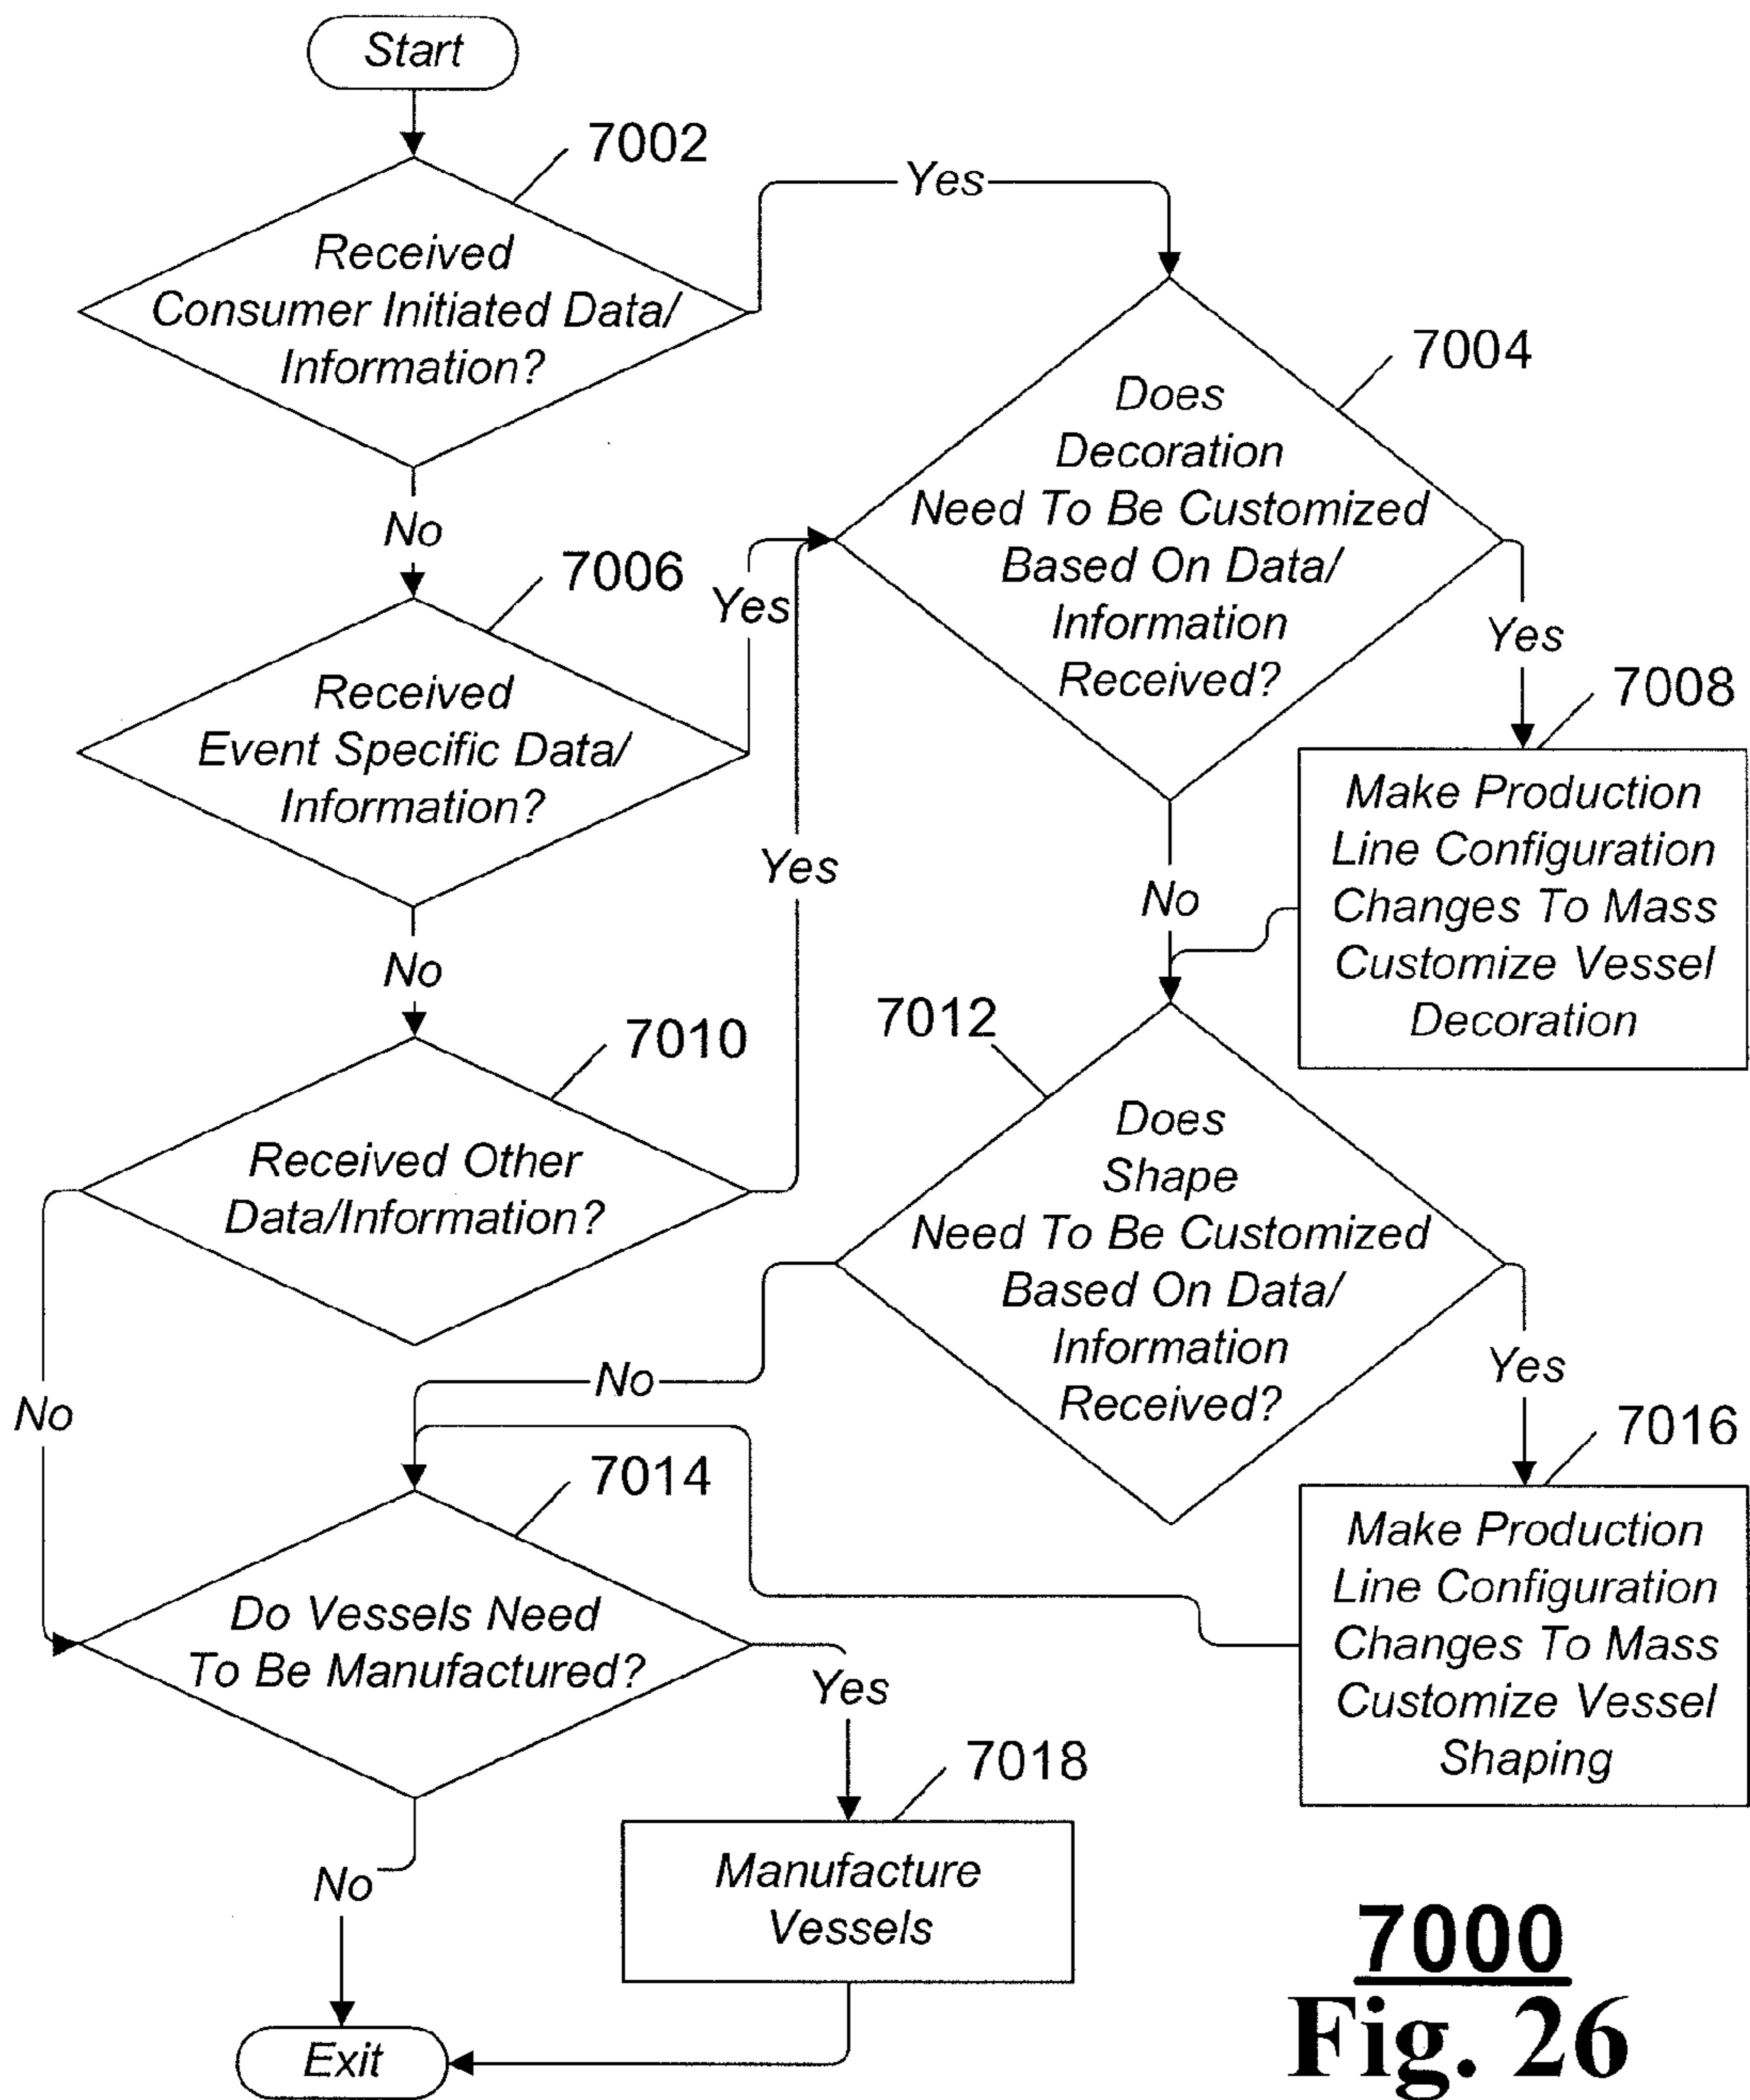 Start
7002
Received
Consumer Initiated Data/
Information?
Yes
No
7004
Does
Decoration
Need To Be Customized
Based On Data/
Information
Received?
7006
Received
Event Specific Data/
Information?
Yes
No
Yes
7008
Make Production
Line Configuration
Changes To Mass
Customize Vessel
Decoration
No
7010
Received Other
Data/Information?
Yes
No
7012
Does
Shape
Need To Be Customized
Based On Data/
Information
Received?
No
Yes
7014
Do Vessels Need
To Be Manufactured?
Yes
No
7016
Make Production
Line Configuration
Changes To Mass
Customize Vessel
Shaping
7018
Manufacture
Vessels
Exit
7000
Fig. 26